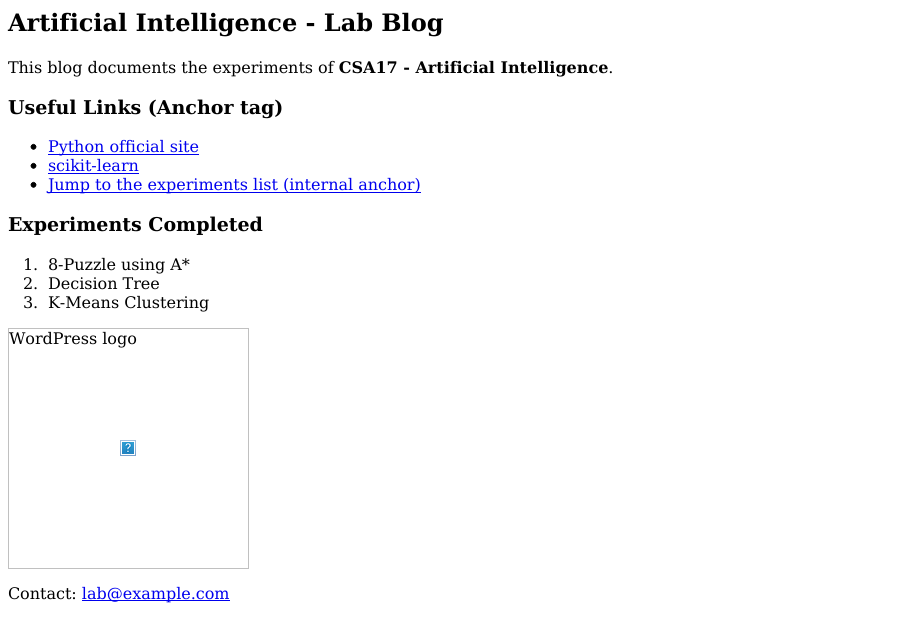 Artificial Intelligence - Lab Blog
This blog documents the experiments of CSA17 - Artificial Intelligence.
Useful Links (Anchor tag)
Python official site
scikit-learn
Jump to the experiments list (internal anchor)
Experiments Completed
1. 8-Puzzle using A*
2. Decision Tree
3. K-Means Clustering
WordPress logo
?
Contact: lab@example.com